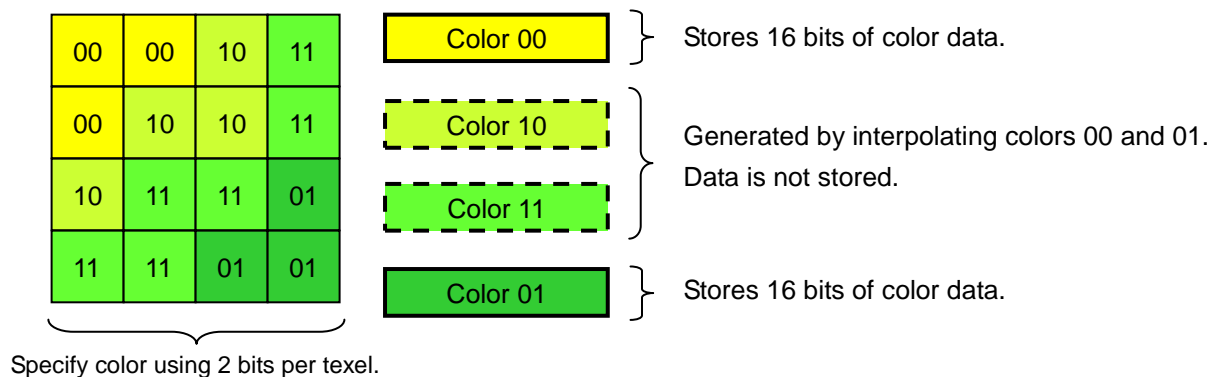 00 00 10 11
00 10 10 11
10 11 11 01
11 11 01 01
Specify color using 2 bits per texel.
Color 00
Stores 16 bits of color data.
Color 10
Color 11
Generated by interpolating colors 00 and 01.
Data is not stored.
Color 01
Stores 16 bits of color data.